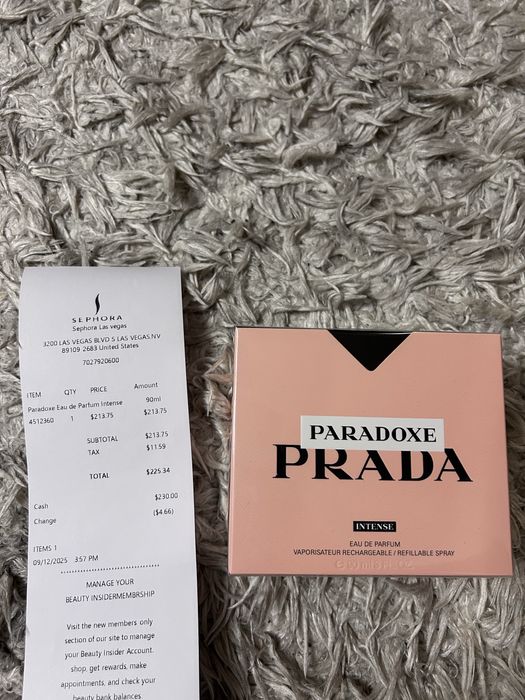 SEPHORA
Sephora Las vegas
3200 LAS VEGAS BLVD S LAS VEGAS.NV
89109-2683 United States
7027920600
ITEM QTY PRICE Amount
Paradoxe Eau de Parfum Intense 90ml
4512360 1 $213.75 $213.75
SUBTOTAL $213.75
TAX $11.59
TOTAL $225.34
Cash $230.00
Change ($4.66)
ITEMS 1
09/12/2025 3:57 PM
MANAGE YOUR
BEAUTY INSIDERMEMBRSHIP
Visit the new members only
section of our site to manage
your Beauty Insider Account.
shop, get rewards, make
appointments, and check your
beauty bank balances
PARADOXE
PRADA
INTENSE
EAU DE PARFUM
VAPORISATEUR RECHARGEABLE / REFILLABLE SPRAY